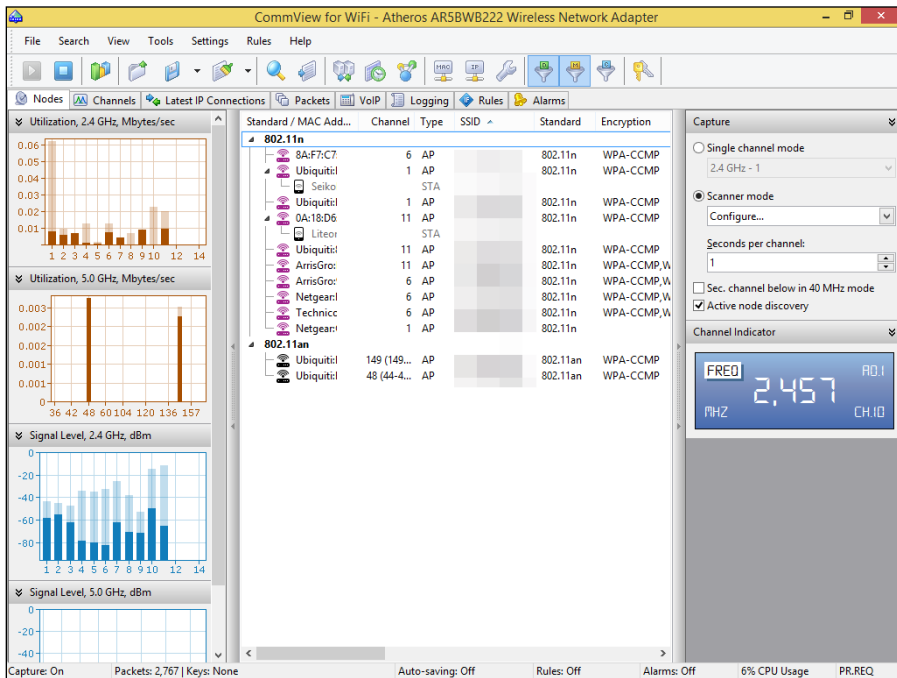 CommView for WiFi - Atheros AR5BWB222 Wireless Network Adapter
File Search View Tools Settings Rules Help
MAC IP
D M
Nodes Channels Latest IP Connections Packets VoIP Logging Rules Alarms
Utilization, 2.4 GHz, Mbytes/sec
0.06
0.05
0.04
0.03
0.02
0.01
1 2 3 4 5 6 7 8 9 10 12 14
Utilization, 5.0 GHz, Mbytes/sec
0.003
0.002
0.002
0.001
0.001
0
36 42 48 60 104 120 136 157
Signal Level, 2.4 GHz, dBm
0
-20
-40
-60
-80
1 2 3 4 5 6 7 8 9 10 12 14
Signal Level, 5.0 GHz, dBm
0
-20
-40
Standard / MAC Add... Channel Type SSID Standard Encryption
802.11n
8A:F7:C7: 6 AP 802.11n WPA-CCMP
Ubiquiti: 1 AP 802.11n WPA-CCMP
Seiko STA
Ubiquiti: 1 AP 802.11n WPA-CCMP
0A:18:D6: 11 AP 802.11n WPA-CCMP
Liteor STA
Ubiquiti: 11 AP 802.11n WPA-CCMP
ArrisGro: 11 AP 802.11n WPA-CCMP,W
ArrisGro: 6 AP 802.11n WPA-CCMP,W
Netgear: 6 AP 802.11n WPA-CCMP,W
Technico 6 AP 802.11n WPA-CCMP,W
Netgear: 1 AP 802.11n
802.11an
Ubiquiti: 149 (149... AP 802.11an WPA-CCMP
Ubiquiti: 48 (44-4... AP 802.11an WPA-CCMP
Capture
Single channel mode
2.4 GHz - 1
Scanner mode
Configure...
Seconds per channel:
1
Sec. channel below in 40 MHz mode
Active node discovery
Channel Indicator
FREQ 2,457 AD.1
MHZ CH.10
Capture: On Packets: 2,767 | Keys: None Auto-saving: Off Rules: Off Alarms: Off 6% CPU Usage PR.REQ